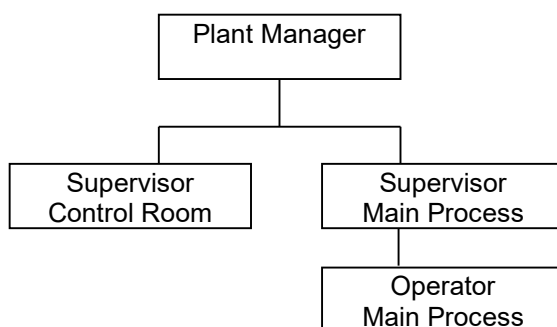 Plant Manager
Supervisor
Control Room
Supervisor
Main Process
Operator
Main Process